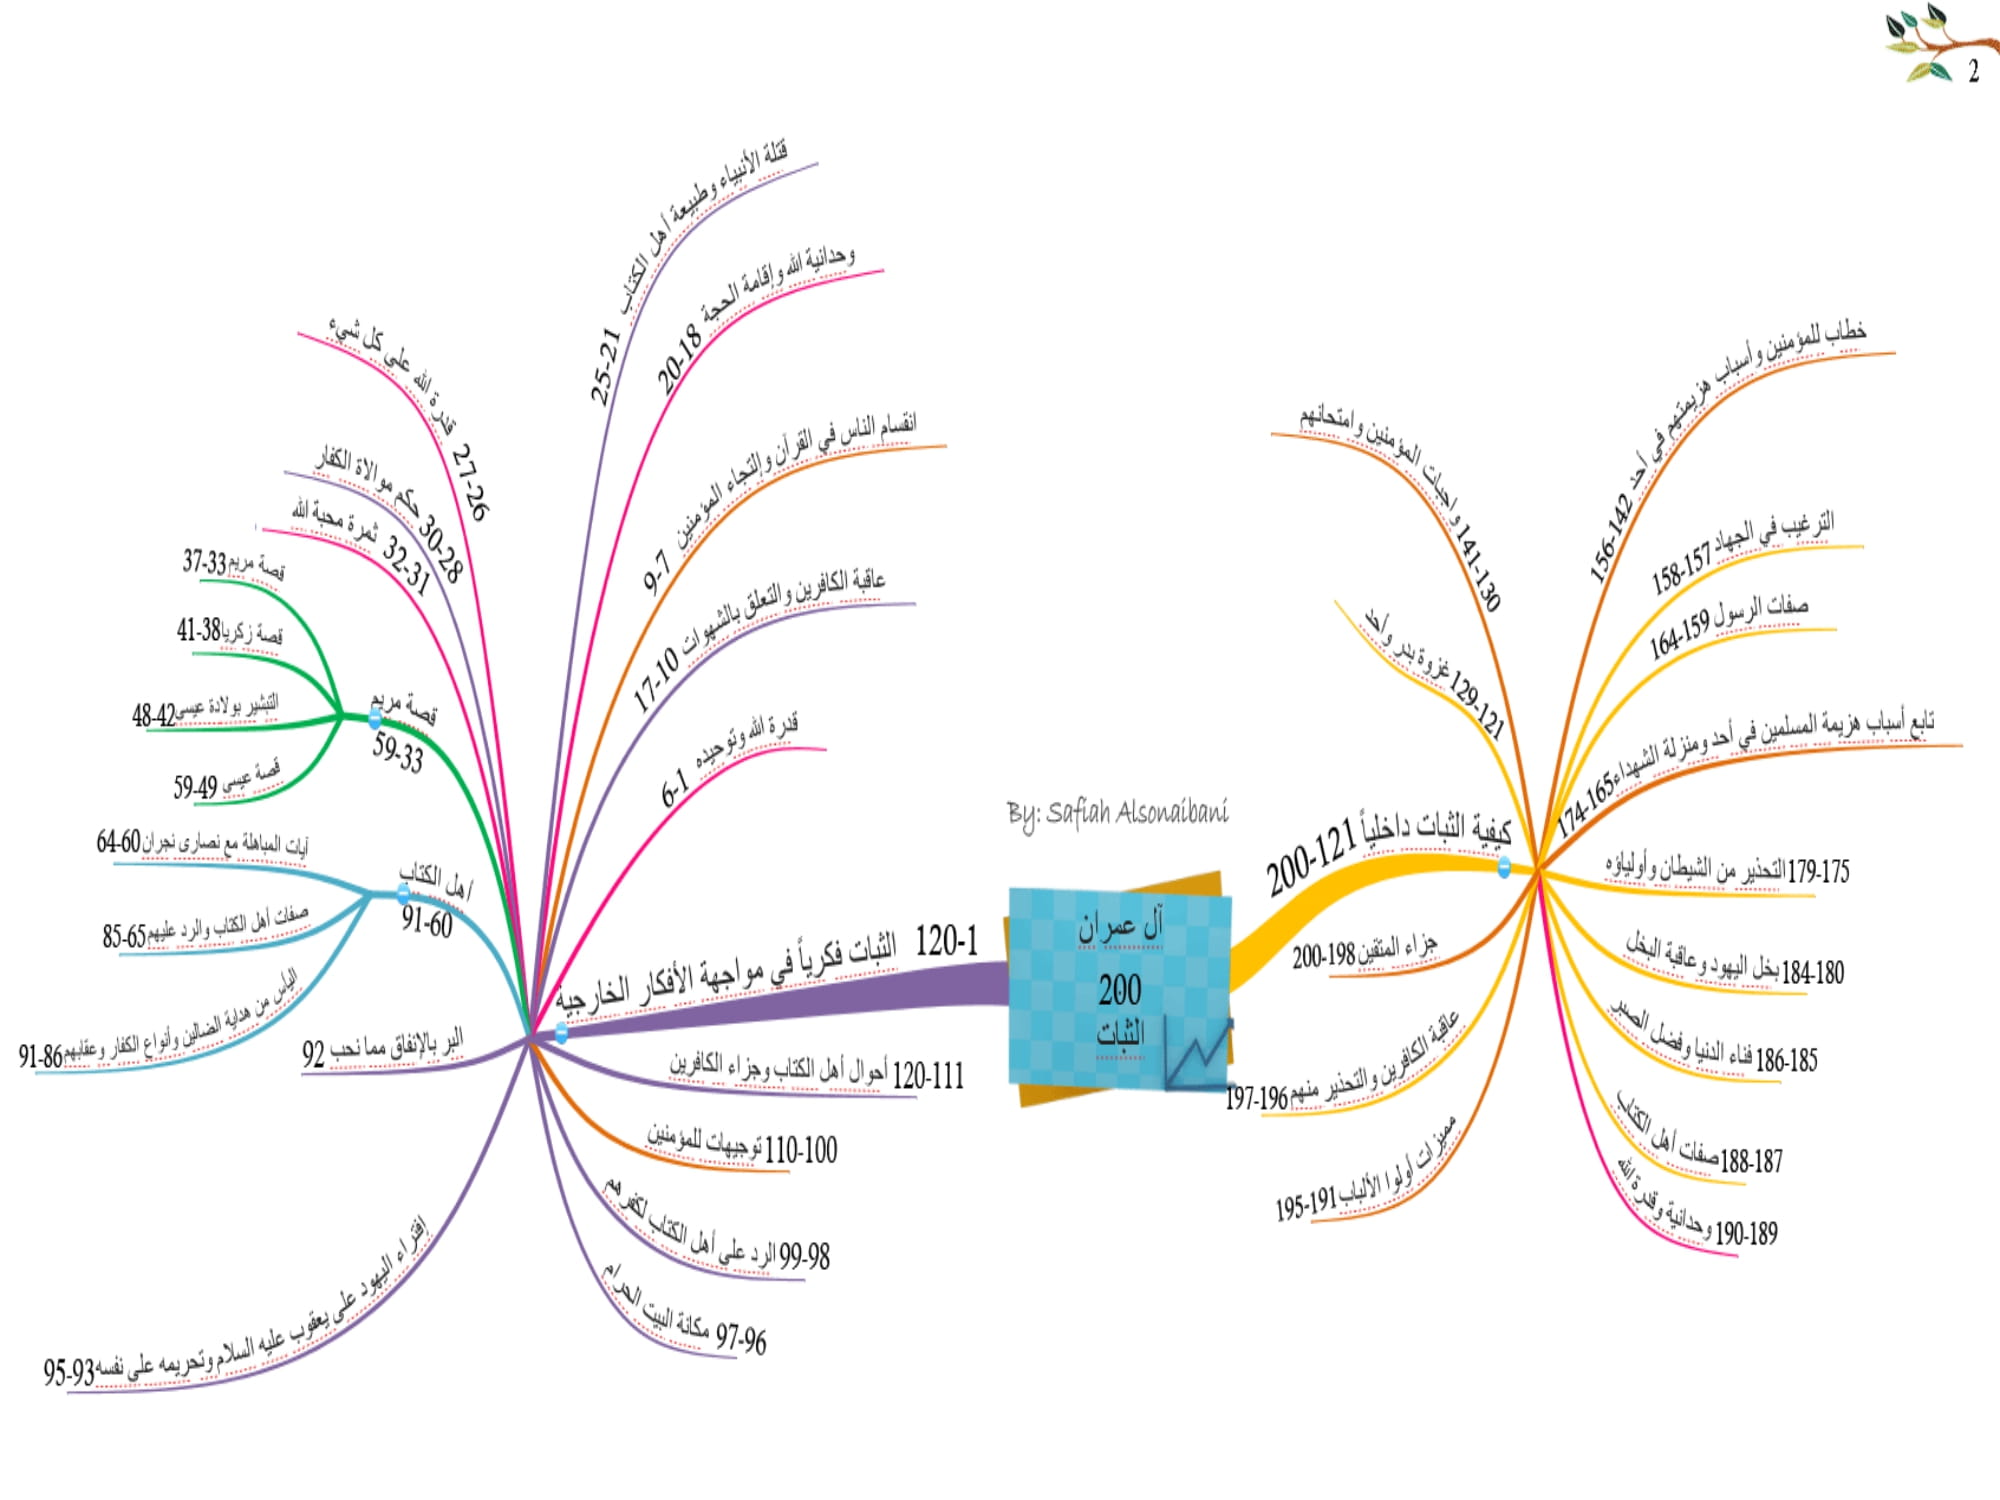 2
آل عمران
200
الثبات
By: Safiah Alsonaibani
كيفية الثبات داخلياً 121-200
121-129 غزوة بدر وأحد
130-141 واجبات المؤمنين وامتحانهم
خطاب للمؤمنين وأسباب هزيمتهم في أحد 142-156
الترغيب في الجهاد 157-158
صفات الرسول 159-164
تابع أسباب هزيمة المسلمين في أحد ومنزلة الشهداء 165-174
175-179 التحذير من الشيطان وأولياؤه
180-184 بخل اليهود وعاقبة البخل
185-186 فناء الدنيا وفضل الصبر
187-188 صفات أهل الكتاب
189-190 وحدانية وقدرة الله
مميزات أولوا الألباب 191-195
عاقبة الكافرين والتحذير منهم 196-197
جزاء المتقين 198-200
1-120 الثبات فكرياً في مواجهة الأفكار الخارجية
قدرة الله وتوحيده 1-6
انقسام الناس في القرآن وإلتجاء المؤمنين 7-9
عاقبة الكافرين والتعلق بالشهوات 10-17
وحدانية الله وإقامة الحجة 18-20
قتلة الأنبياء وطبيعة أهل الكتاب 21-25
26-27 قدرة الله على كل شيء
28-30 حكم موالاة الكفار
31-32 ثمرة محبة الله
قصة مريم
33-59
قصة مريم 33-37
قصة زكريا 38-41
التبشير بولادة عيسى 42-48
قصة عيسى 49-59
أهل الكتاب
60-91
آيات المباهلة مع نصارى نجران 60-64
صفات أهل الكتاب والرد عليهم 65-85
اليأس من هداية الضالين وأنواع الكفار وعقابهم 86-91
البر بالإنفاق مما نحب 92
إفتراء اليهود على يعقوب عليه السلام وتحريمه على نفسه 93-95
96-97 مكانة البيت الحرام
98-99 الرد على أهل الكتاب لكفرهم
100-110 توجيهات للمؤمنين
111-120 أحوال أهل الكتاب وجزاء الكافرين